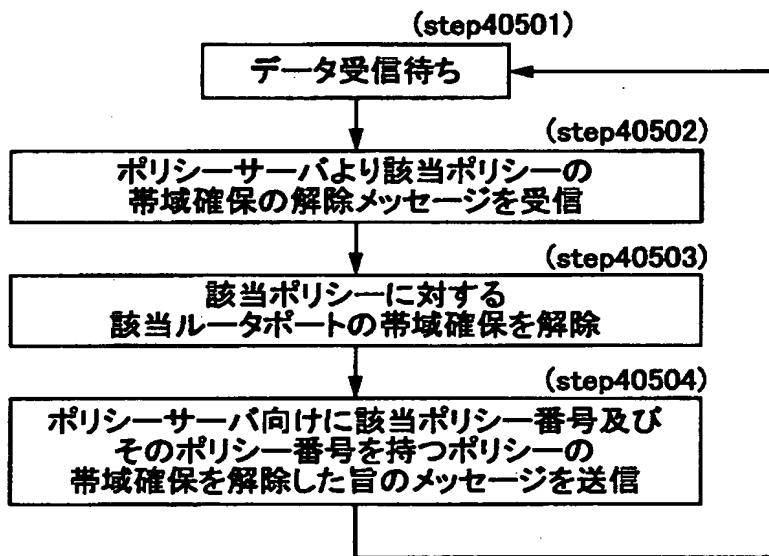 (step40501)
データ受信待ち
(step40502)
ポリシーサーバより該当ポリシーの
帯域確保の解除メッセージを受信
(step40503)
該当ポリシーに対する
該当ルータポートの帯域確保を解除
(step40504)
ポリシーサーバ向けに該当ポリシー番号及び
そのポリシー番号を持つポリシーの
帯域確保を解除した旨のメッセージを送信